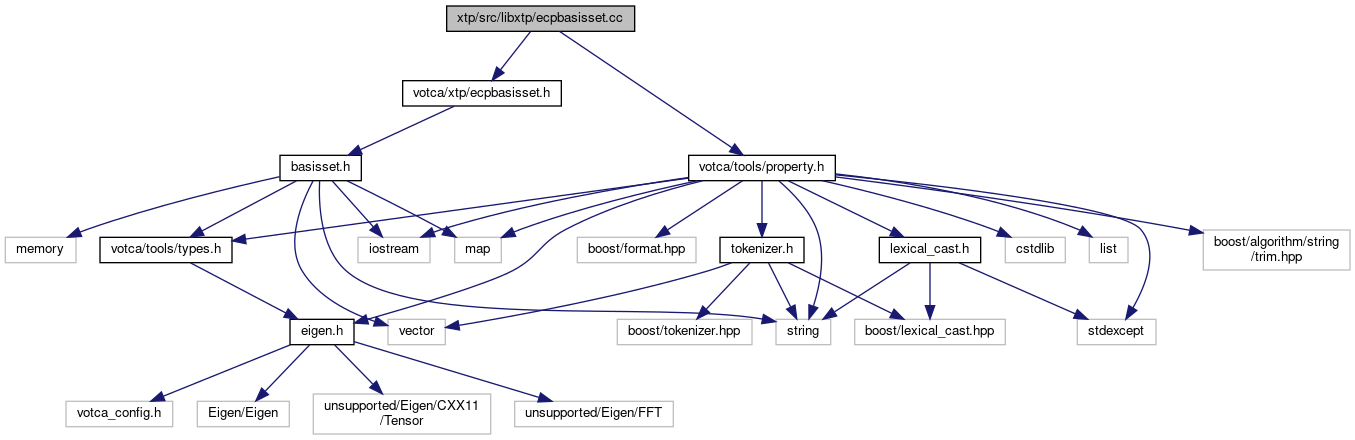 xtp/src/libxtp/ecpbasisset.cc
votca/xtp/ecpbasisset.h
basisset.h
votca/tools/property.h
memory
votca/tools/types.h
iostream
map
boost/format.hpp
tokenizer.h
lexical_cast.h
cstdlib
list
boost/algorithm/string
/trim.hpp
eigen.h
vector
boost/tokenizer.hpp
string
boost/lexical_cast.hpp
stdexcept
votca_config.h
Eigen/Eigen
unsupported/Eigen/CXX11
/Tensor
unsupported/Eigen/FFT